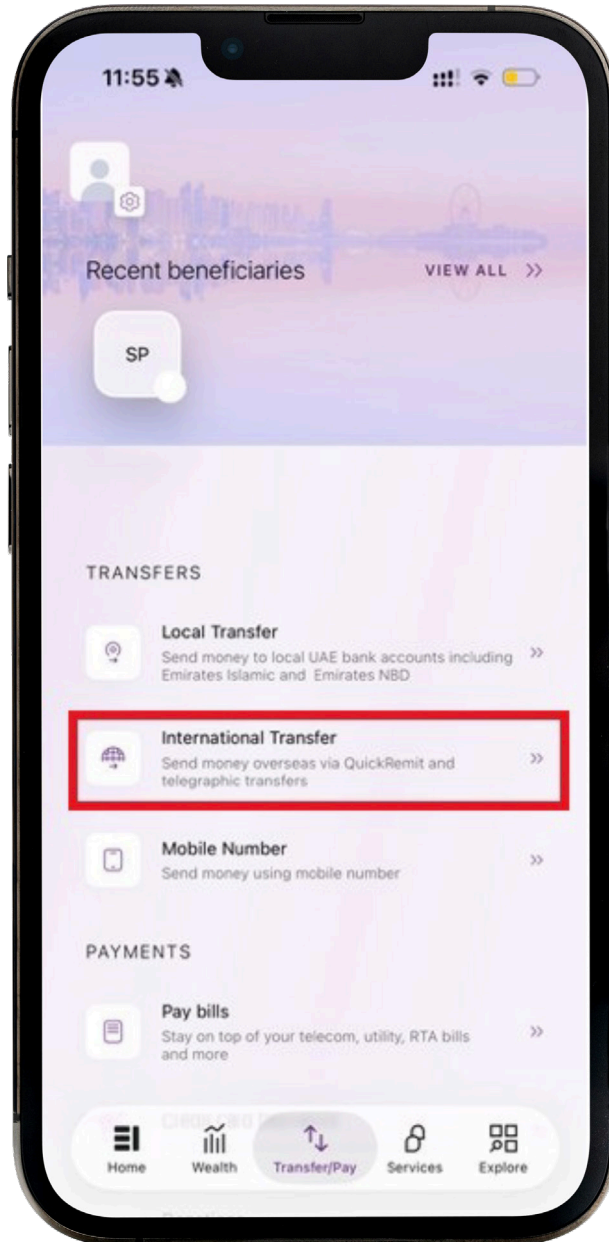 11:55
Recent beneficiaries
VIEW ALL
SP
TRANSFERS
Local Transfer
Send money to local UAE bank accounts including
Emirates Islamic and Emirates NBD
International Transfer
Send money overseas via QuickRemit and
telegraphic transfers
Mobile Number
Send money using mobile number
PAYMENTS
Pay bills
Stay on top of your telecom, utility, RTA bills
and more
Home
Wealth
Transfer/Pay
Services
Explore